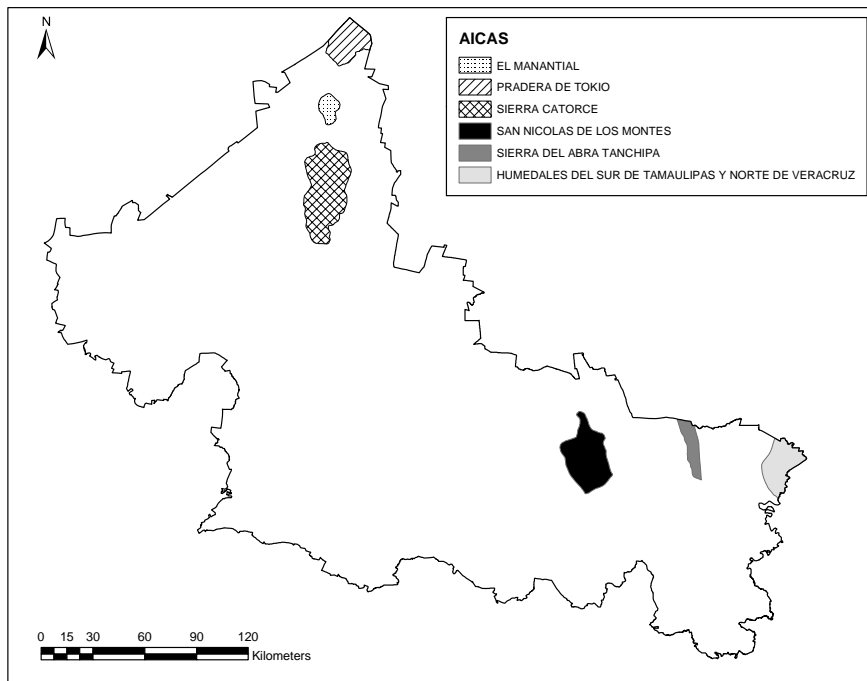 N
AICAS
EL MANANTIAL
PRADERA DE TOKIO
SIERRA CATORCE
SAN NICOLAS DE LOS MONTES
SIERRA DEL ABRA TANCHIPA
HUMEDALES DEL SUR DE TAMAULIPAS Y NORTE DE VERACRUZ
0 15 30 60 90 120
Kilometers